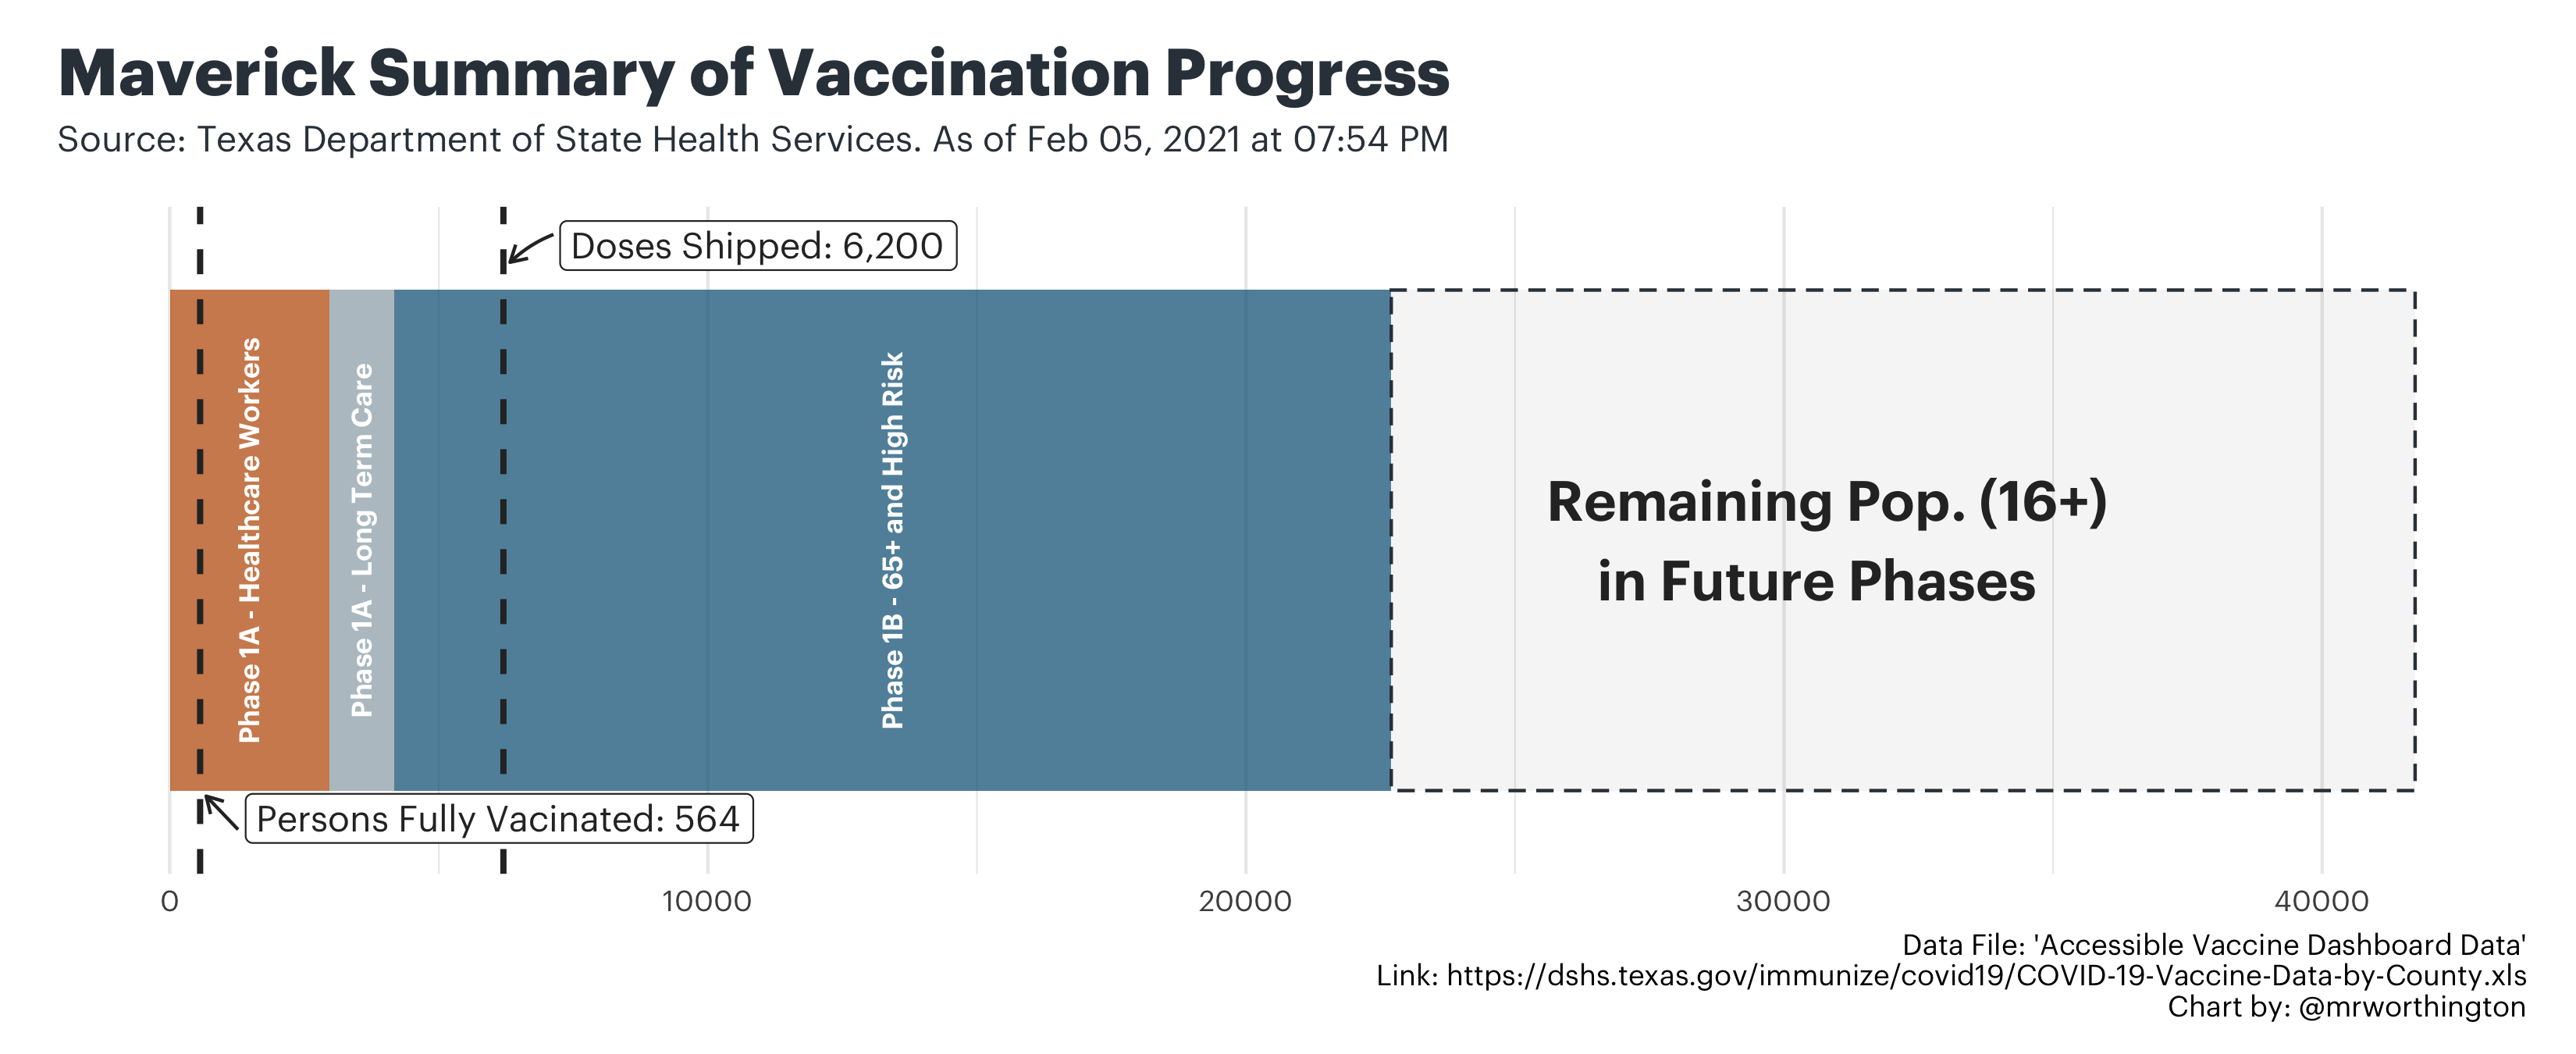 Maverick Summary of Vaccination Progress
Source: Texas Department of State Health Services. As of Feb 05, 2021 at 07:54 PM
Doses Shipped: 6,200
Phase 1A - Healthcare Workers
Phase 1A - Long Term Care
Phase 1B - 65+ and High Risk
Remaining Pop. (16+)
in Future Phases
Persons Fully Vacinated: 564
0 10000 20000 30000 40000
Data File: 'Accessible Vaccine Dashboard Data'
Link: https://dshs.texas.gov/immunize/covid19/COVID-19-Vaccine-Data-by-County.xls
Chart by: @mrworthington